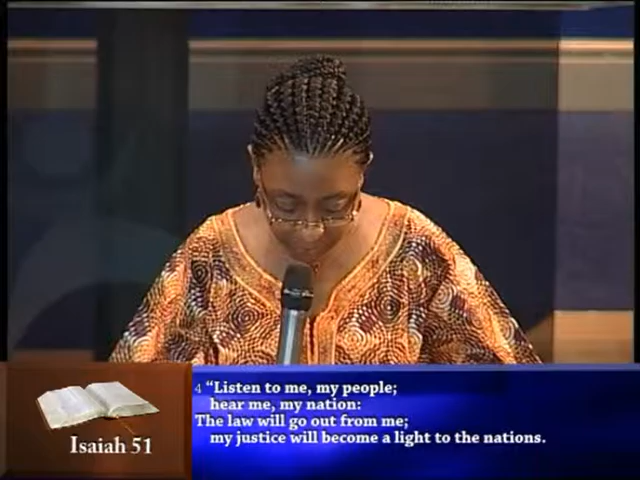 Isaiah 51
4 “Listen to me, my people;
hear me, my nation:
The law will go out from me;
my justice will become a light to the nations.